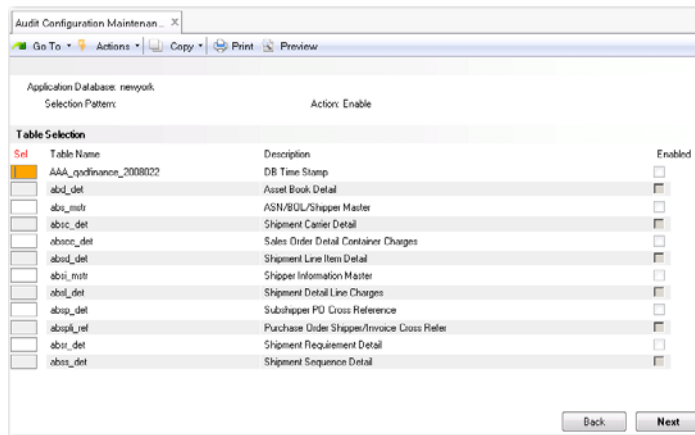 Audit Configuration Maintenan... X
Go To Actions Copy Print Preview
Application Database: newyork
Selection Pattern: Action: Enable
Table Selection
Sel Table Name Description Enabled
AAA_qadfinance_2008022 DB Time Stamp
abd_det Asset Book Detail
abs_mstr ASN/BOL/Shipper Master
absc_det Shipment Carrier Detail
abscc_det Sales Order Detail Container Charges
absd_det Shipment Line Item Detail
absi_mstr Shipper Information Master
absl_det Shipment Detail Line Charges
absp_det Subshipper PO Cross Reference
abspli_ref Purchase Order Shipper/Invoice Cross Refer
absr_det Shipment Requirement Detail
abss_det Shipment Sequence Detail
Back Next